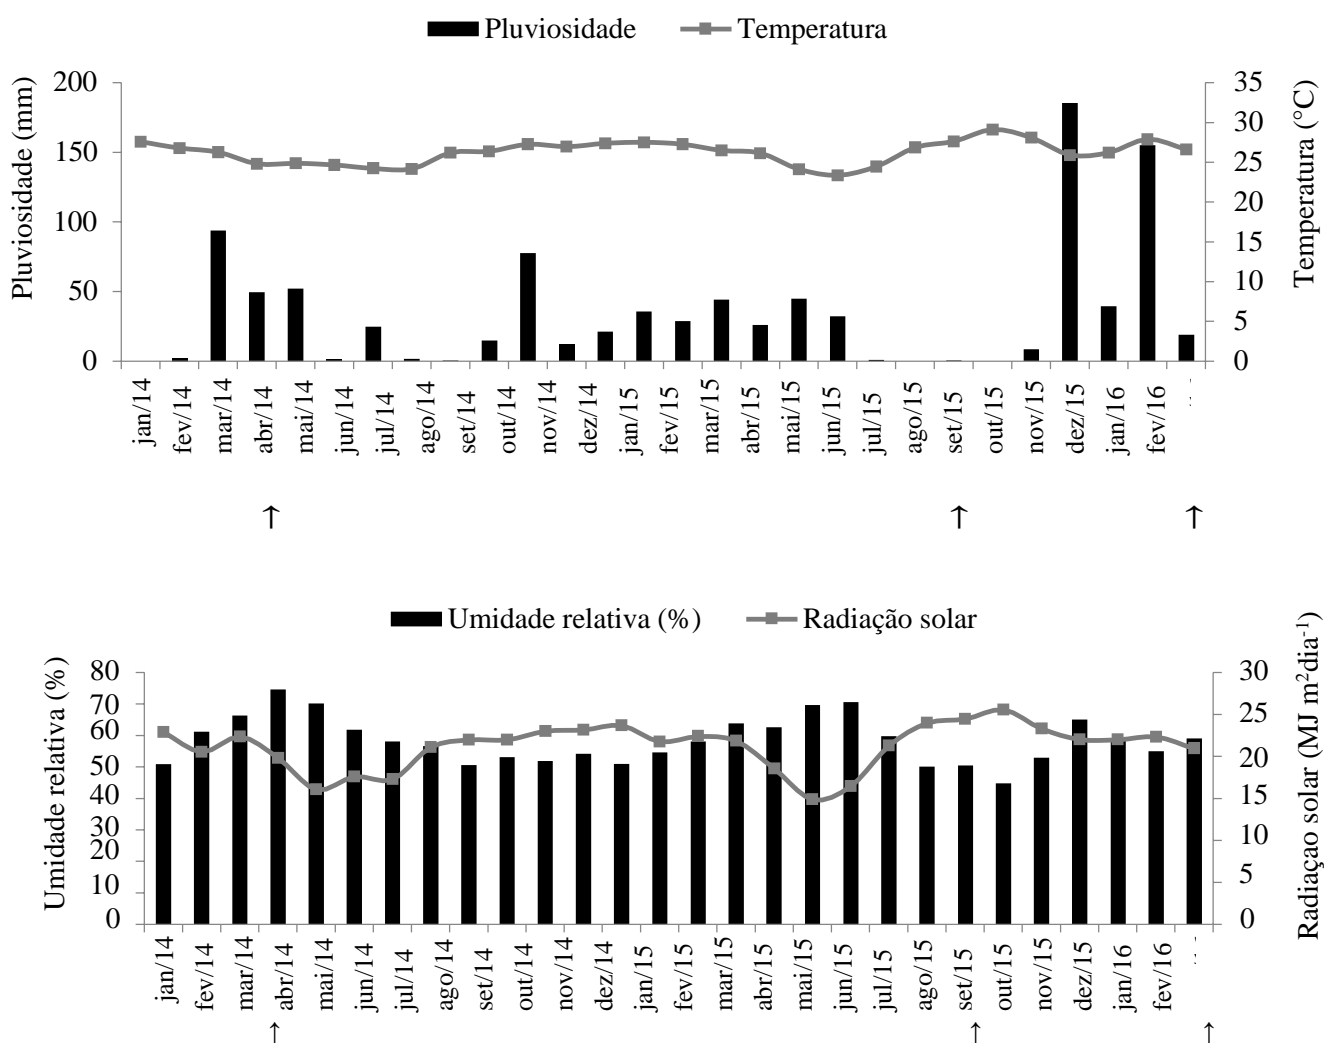 Pluviosidade Temperatura
Pluviosidade (mm)
200
150
100
50
0
35
30
25
20
15
10
5
0
Temperatura (°C)
jan/14 fev/14 mar/14 abr/14 mai/14 jun/14 jul/14 ago/14 set/14 out/14 nov/14 dez/14 jan/15 fev/15 mar/15 abr/15 mai/15 jun/15 jul/15 ago/15 set/15 out/15 nov/15 dez/15 jan/16 fev/16
↑ ↑ ↑
Umidade relativa (%) Radiação solar
Umidade relativa (%)
80
70
60
50
40
30
20
10
0
30
25
20
15
10
5
0
Radiaçao solar (MJ m²dia⁻¹)
jan/14 fev/14 mar/14 abr/14 mai/14 jun/14 jul/14 ago/14 set/14 out/14 nov/14 dez/14 jan/15 fev/15 mar/15 abr/15 mai/15 jun/15 jul/15 ago/15 set/15 out/15 nov/15 dez/15 jan/16 fev/16
↑ ↑ ↑